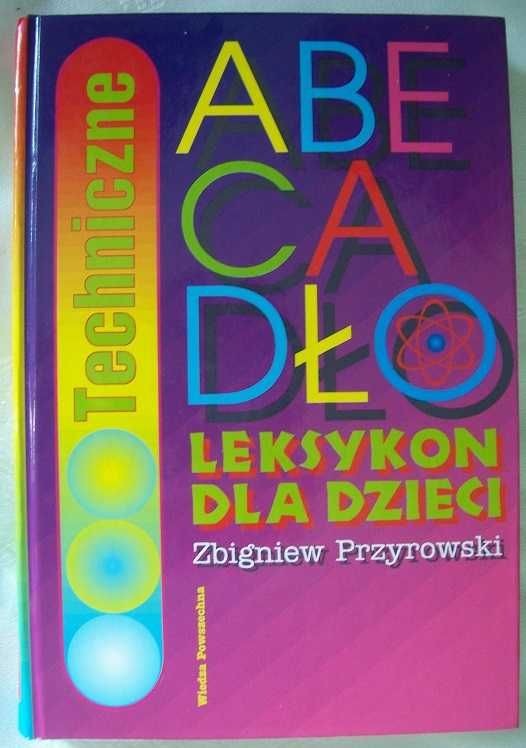 Techniczne
ABE
CA
DŁO
LEKSYKON
DLA DZIECI
Zbigniew Przyrowski
Wiedza Powszechna